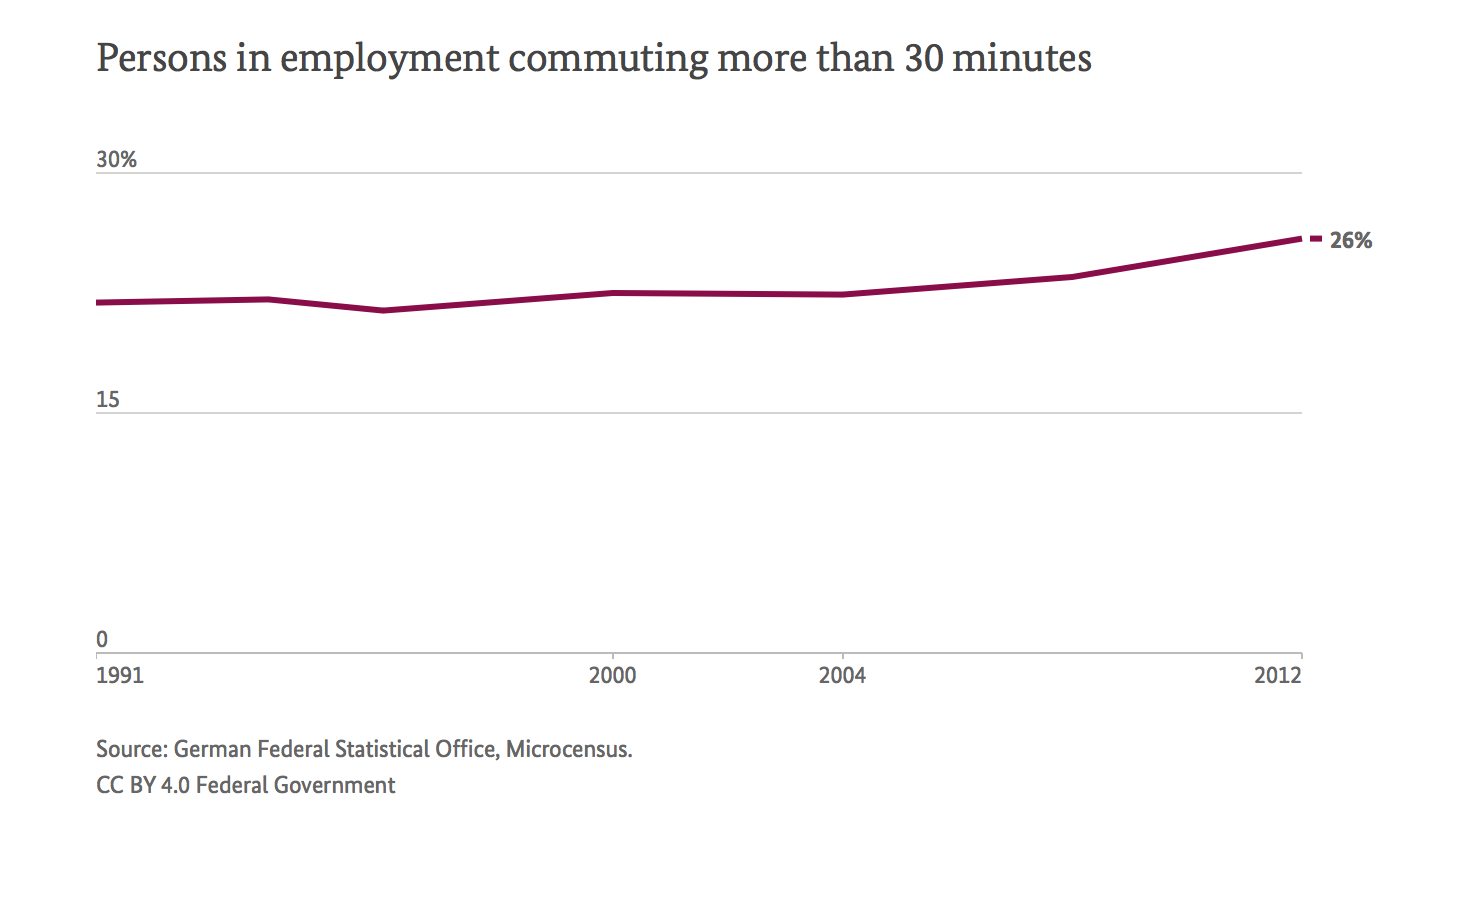 Persons in employment commuting more than 30 minutes
30%
26%
15
0
1991 2000 2004 2012
Source: German Federal Statistical Office, Microcensus.
CC BY 4.0 Federal Government